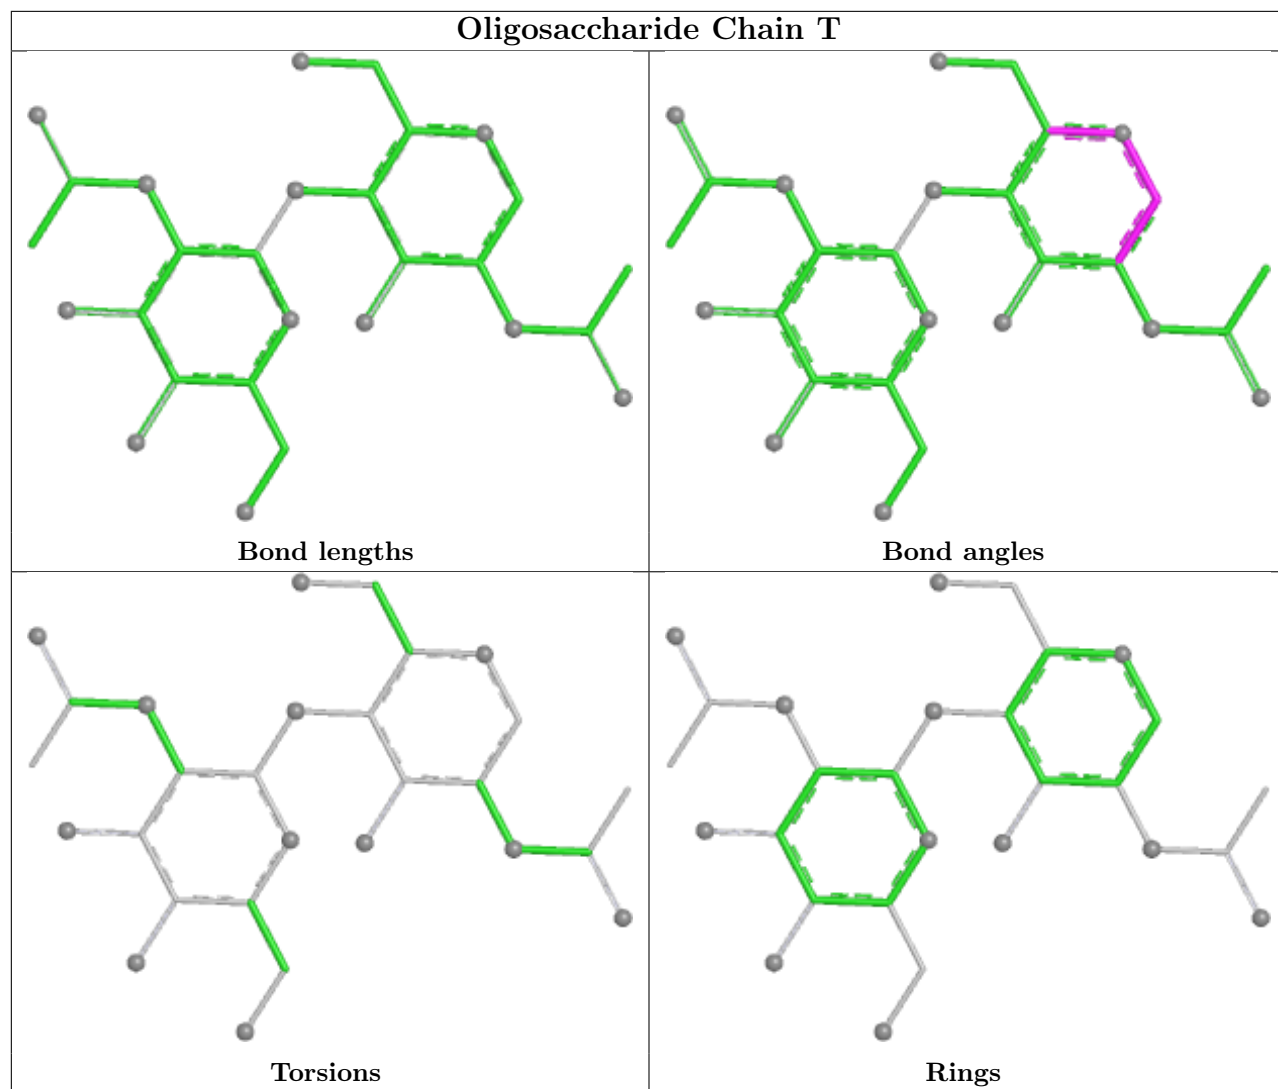 Oligosaccharide Chain T
Bond lengths
Bond angles
Torsions
Rings